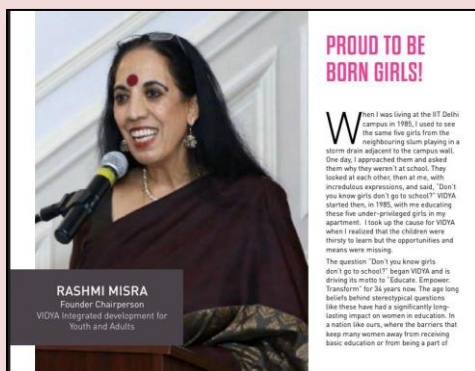 PROUD TO BE
BORN GIRLS!
When I was living at the IIT Delhi
campus in 1985, I used to see
the same five girls from the
neighbouring slum playing in a
storm drain adjacent to the campus wall.
One day, I approached them and asked
them why they weren't at school. They
looked at each other, then at me, with
incredulous expressions, and said, "Don't
you know girls don't go to school?" VIDYA
started then, in 1985, with me educating
these five under-privileged girls in my
apartment. I took up the cause for VIDYA
when I realized that the children were
thirsty to learn but the opportunities and
means were missing.
The question "Don't you know girls
don't go to school?" began VIDYA and is
driving its motto to "Educate. Empower.
Transform" for 34 years now. The age long
beliefs behind stereotypical questions
like these have had a significantly long-
lasting impact on women in education. In
a nation like ours, where the barriers that
keep many women away from receiving
basic education or from being a part of
RASHMI MISRA
Founder Chairperson
VIDYA Integrated development for
Youth and Adults